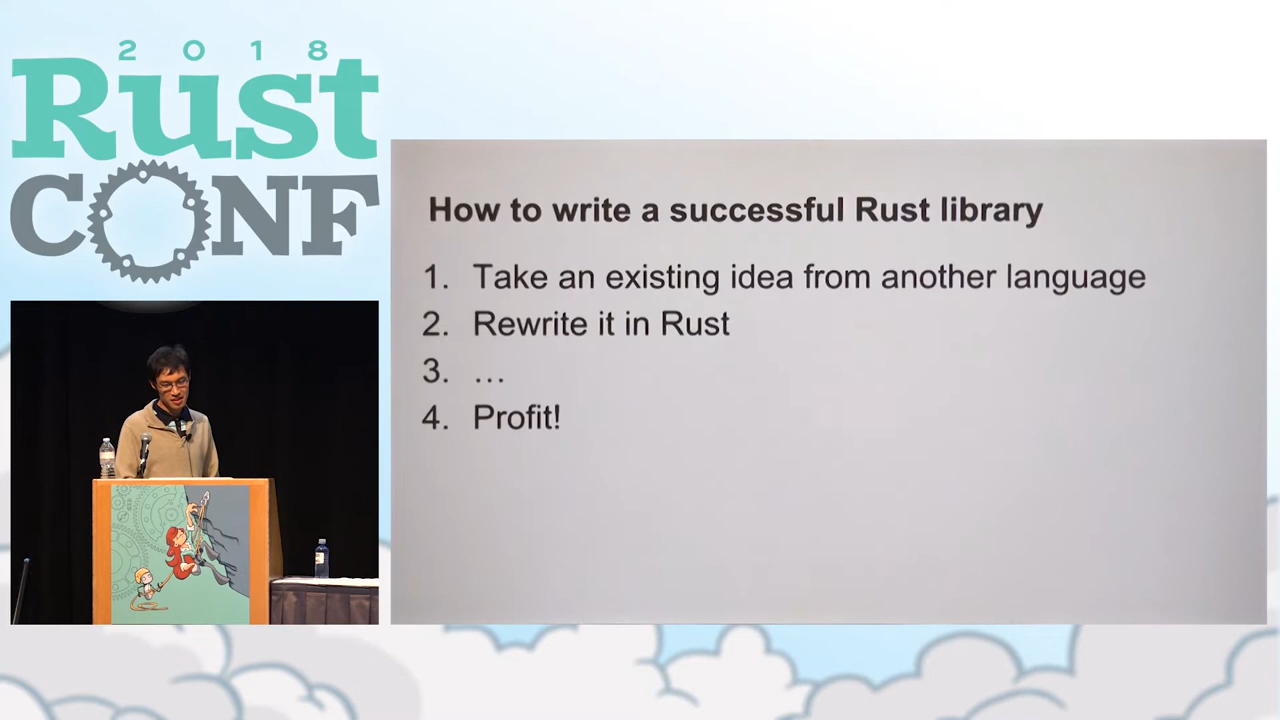 2018
Rust
CONF
How to write a successful Rust library
1. Take an existing idea from another language
2. Rewrite it in Rust
3. …
4. Profit!